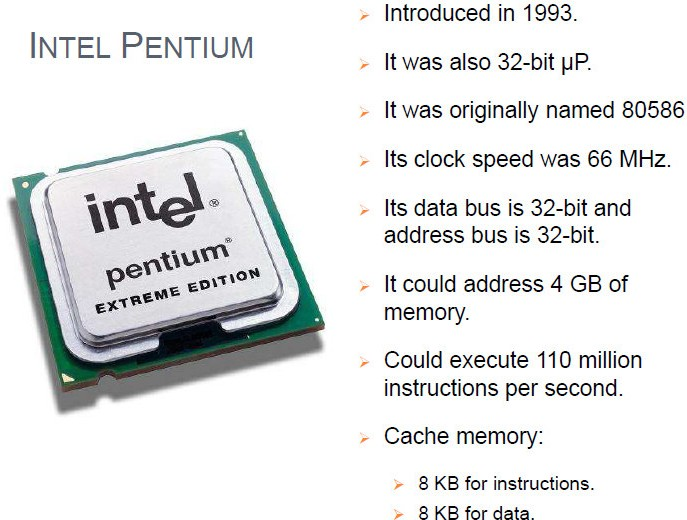 INTEL PENTIUM
intel®
pentium®
EXTREME EDITION
Introduced in 1993.
It was also 32-bit µP.
It was originally named 80586
Its clock speed was 66 MHz.
Its data bus is 32-bit and
address bus is 32-bit.
It could address 4 GB of
memory.
Could execute 110 million
instructions per second.
Cache memory:
8 KB for instructions.
8 KB for data.